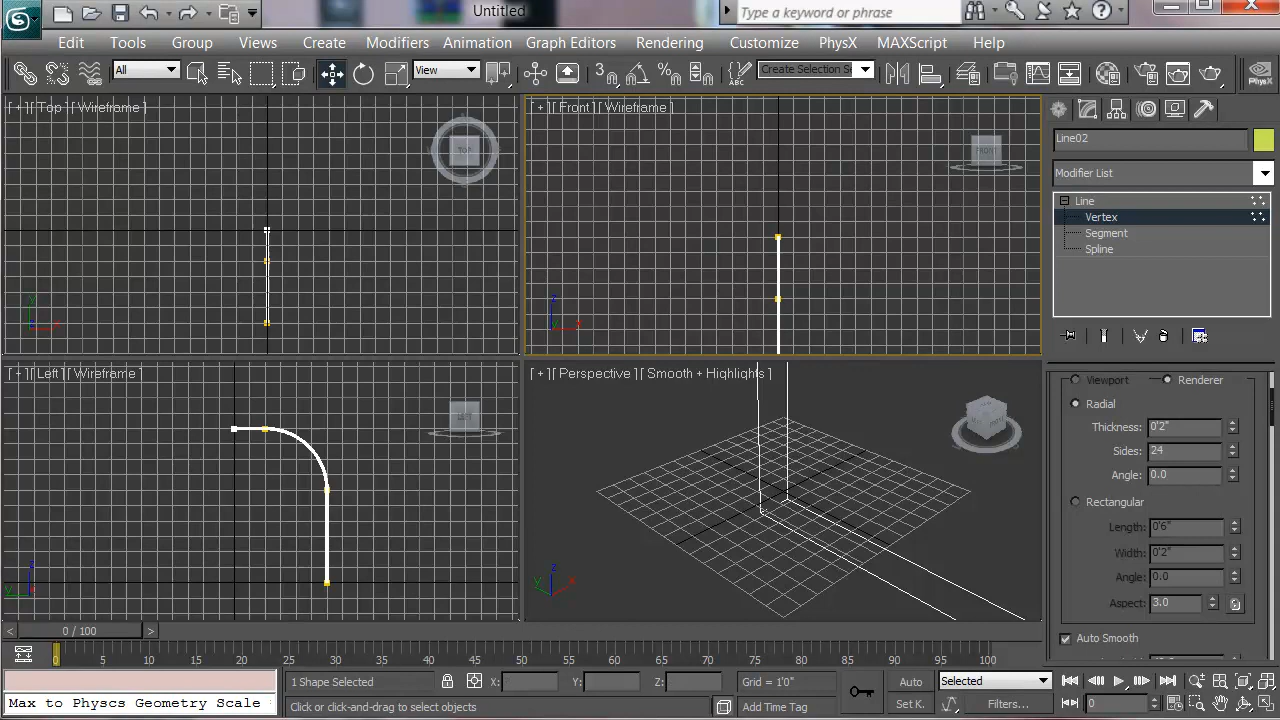 Untitled
Type a keyword or phrase
Edit Tools Group Views Create Modifiers Animation Graph Editors Rendering Customize PhysX MAXScript Help
All View 3 Create Selection Se PhysX
[ + ][ Top ][ Wireframe ]
TOP
[ + ][ Front ][ Wireframe ]
FRONT
Line02
Modifier List
Line
Vertex
Segment
Spline
[ + ][ Left ][ Wireframe ]
LEFT
[ + ][ Perspective ][ Smooth + Highlights ]
Viewport Renderer
Radial
Thickness: 0'2"
Sides: 24
Angle: 0.0
Rectangular
Length: 0'6"
Width: 0'2"
Angle: 0.0
Aspect: 3.0
Auto Smooth
y x z
z y x
z y x
z y x
< 0 / 100 >
0 5 10 15 20 25 30 35 40 45 50 55 60 65 70 75 80 85 90 95 100
1 Shape Selected X: Y: Z: Grid = 1'0" Auto Selected
Max to Physcs Geometry Scale Click or click-and-drag to select objects Add Time Tag Set K. Filters... 0